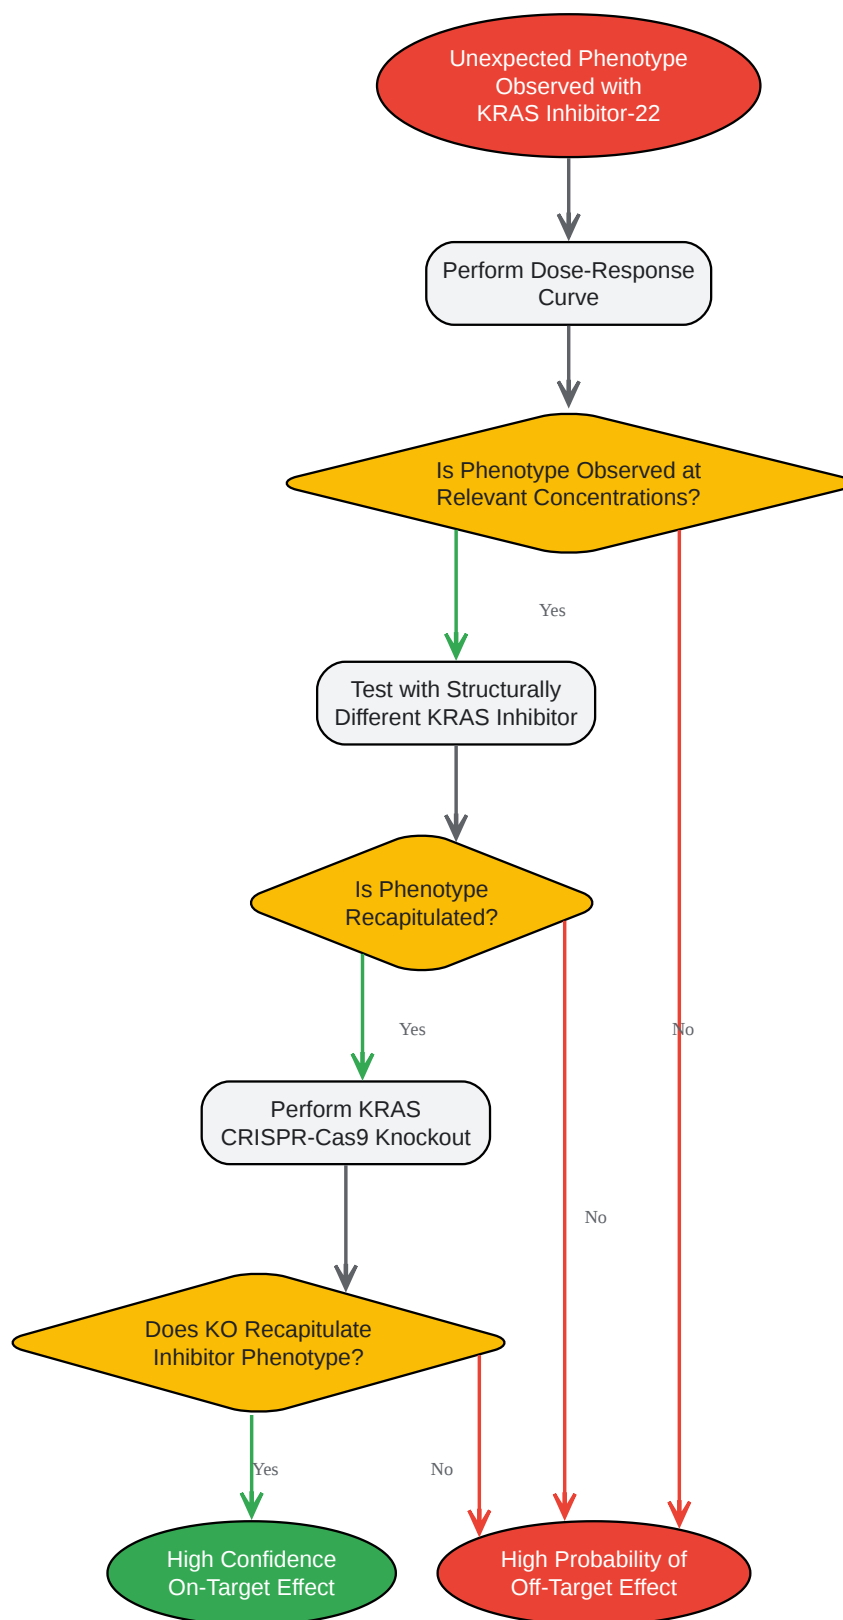 Unexpected Phenotype
Observed with
KRAS Inhibitor-22
Perform Dose-Response
Curve
Is Phenotype Observed at
Relevant Concentrations?
Yes
Test with Structurally
Different KRAS Inhibitor
Is Phenotype
Recapitulated?
Yes
No
Perform KRAS
CRISPR-Cas9 Knockout
No
Does KO Recapitulate
Inhibitor Phenotype?
Yes
No
High Confidence
On-Target Effect
High Probability of
Off-Target Effect